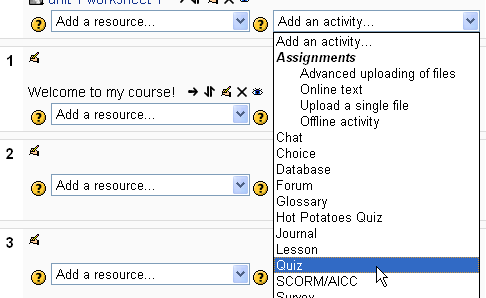 unit 1 worksheet 1
Add a resource...
Add an activity...
Add an activity...
Assignments
Advanced uploading of files
Online text
Upload a single file
Offline activity
Chat
Choice
Database
Forum
Glossary
Hot Potatoes Quiz
Journal
Lesson
Quiz
SCORM/AICC
Survey
1
Welcome to my course!
Add a resource...
2
Add a resource...
3
Add a resource...